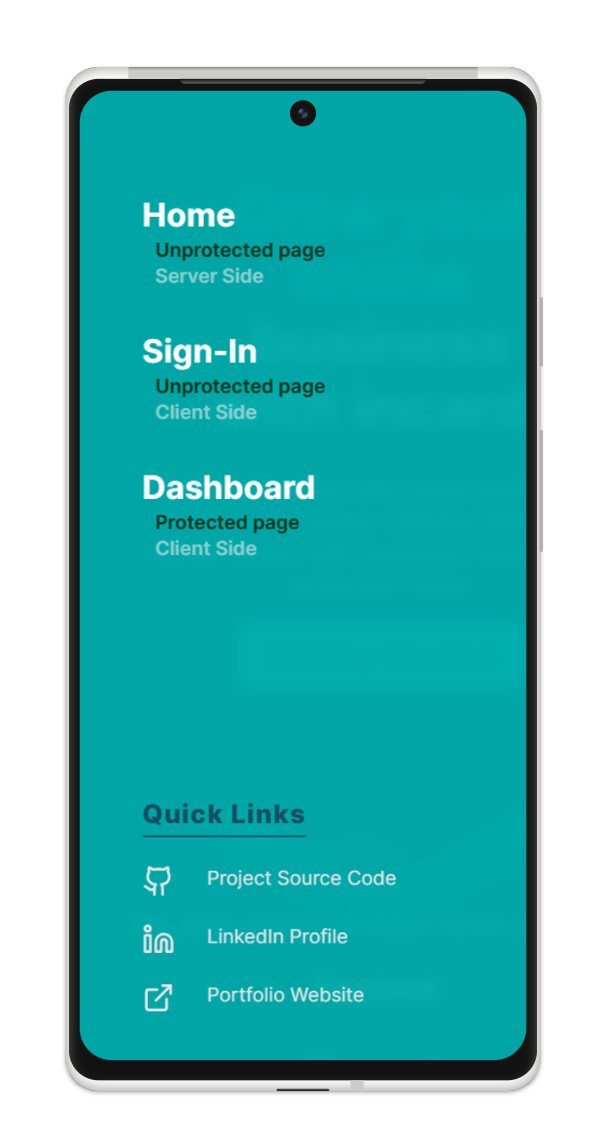 Home
Unprotected page
Server Side
Sign-In
Unprotected page
Client Side
Dashboard
Protected page
Client Side
Quick Links
Project Source Code
LinkedIn Profile
Portfolio Website